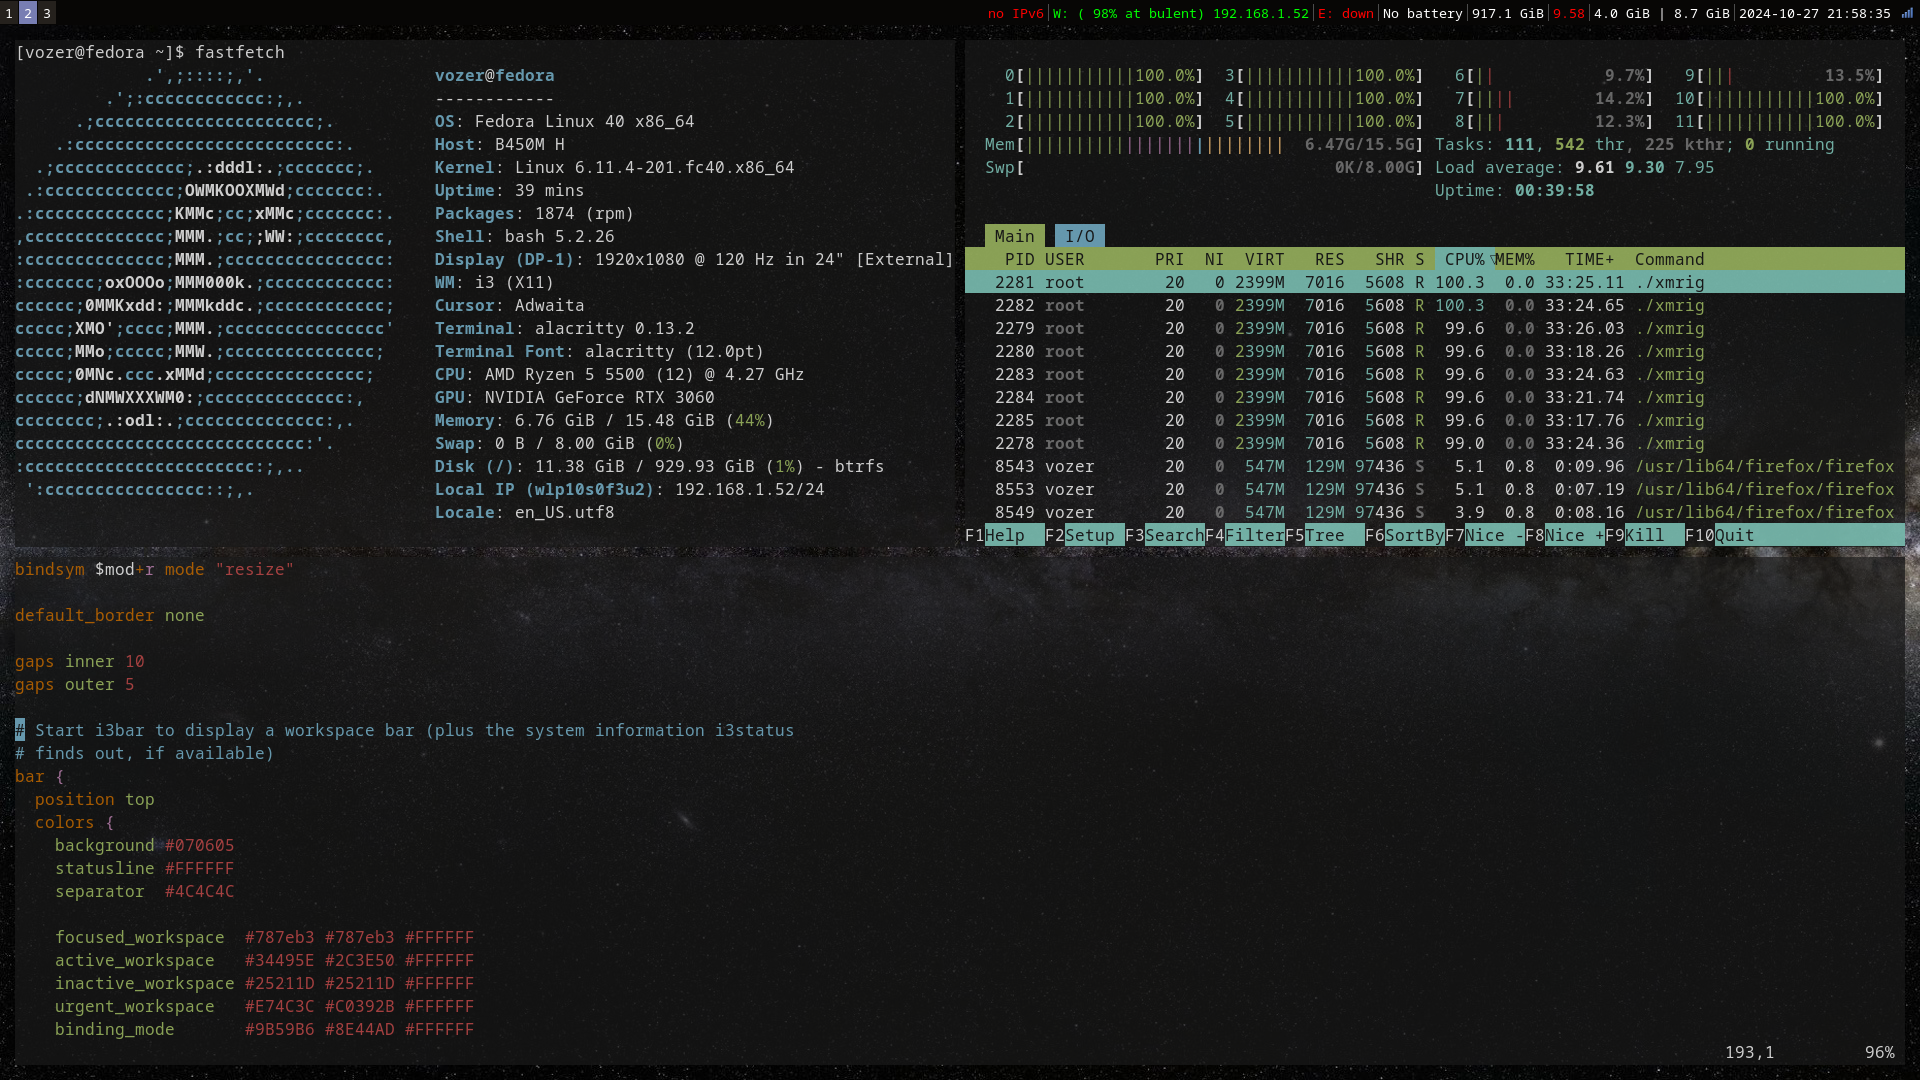 1 2 3
no IPv6|W: ( 98% at bulent) 192.168.1.52|E: down|No battery|917.1 GiB|9.58|4.0 GiB | 8.7 GiB|2024-10-27 21:58:35
[vozer@fedora ~]$ fastfetch
.',;::::;,'.
.';:cccccccccccc:;,.
.;cccccccccccccccccccccc;.
.:cccccccccccccccccccccccccc:.
.;ccccccccccccc;.:dddl:.;ccccccc;.
.:ccccccccccccc;OWMKOOXMWd;ccccccc:.
.:ccccccccccccc;KMMc;cc;xMMc;ccccccc:.
,cccccccccccccc;MMM.;cc;;WW:;cccccccc,
:cccccccccccccc;MMM.;cccccccccccccccc:
:ccccccc;oxOOOo;MMM000k.;cccccccccccc:
cccccc;0MMKxdd:;MMMkddc.;cccccccccccc;
ccccc;XMO';cccc;MMM.;cccccccccccccccc'
ccccc;MMo;ccccc;MMW.;ccccccccccccccc;
ccccc;0MNc.ccc.xMMd;ccccccccccccccc;
cccccc;dNMWXXXWM0:;cccccccccccccc:,
cccccccc;.:odl:.;cccccccccccccc:,.
ccccccccccccccccccccccccccccc:'.
:ccccccccccccccccccccccc:;,..
':cccccccccccccccc::;,.
vozer@fedora
------------
OS: Fedora Linux 40 x86_64
Host: B450M H
Kernel: Linux 6.11.4-201.fc40.x86_64
Uptime: 39 mins
Packages: 1874 (rpm)
Shell: bash 5.2.26
Display (DP-1): 1920x1080 @ 120 Hz in 24" [External]
WM: i3 (X11)
Cursor: Adwaita
Terminal: alacritty 0.13.2
Terminal Font: alacritty (12.0pt)
CPU: AMD Ryzen 5 5500 (12) @ 4.27 GHz
GPU: NVIDIA GeForce RTX 3060
Memory: 6.76 GiB / 15.48 GiB (44%)
Swap: 0 B / 8.00 GiB (0%)
Disk (/): 11.38 GiB / 929.93 GiB (1%) - btrfs
Local IP (wlp10s0f3u2): 192.168.1.52/24
Locale: en_US.utf8
0[|||||||||||100.0%] 3[|||||||||||100.0%] 6[|| 9.7%] 9[||| 13.5%]
1[|||||||||||100.0%] 4[|||||||||||100.0%] 7[|||| 14.2%] 10[|||||||||||100.0%]
2[|||||||||||100.0%] 5[|||||||||||100.0%] 8[||| 12.3%] 11[|||||||||||100.0%]
Mem[|||||||||||||||||||||||||| 6.47G/15.5G] Tasks: 111, 542 thr, 225 kthr; 0 running
Swp[ 0K/8.00G] Load average: 9.61 9.30 7.95
Uptime: 00:39:58
Main I/O
PID USER PRI NI VIRT RES SHR S CPU%▽MEM% TIME+ Command
2281 root 20 0 2399M 7016 5608 R 100.3 0.0 33:25.11 ./xmrig
2282 root 20 0 2399M 7016 5608 R 100.3 0.0 33:24.65 ./xmrig
2279 root 20 0 2399M 7016 5608 R 99.6 0.0 33:26.03 ./xmrig
2280 root 20 0 2399M 7016 5608 R 99.6 0.0 33:18.26 ./xmrig
2283 root 20 0 2399M 7016 5608 R 99.6 0.0 33:24.63 ./xmrig
2284 root 20 0 2399M 7016 5608 R 99.6 0.0 33:21.74 ./xmrig
2285 root 20 0 2399M 7016 5608 R 99.6 0.0 33:17.76 ./xmrig
2278 root 20 0 2399M 7016 5608 R 99.0 0.0 33:24.36 ./xmrig
8543 vozer 20 0 547M 129M 97436 S 5.1 0.8 0:09.96 /usr/lib64/firefox/firefox
8553 vozer 20 0 547M 129M 97436 S 5.1 0.8 0:07.19 /usr/lib64/firefox/firefox
8549 vozer 20 0 547M 129M 97436 S 3.9 0.8 0:08.16 /usr/lib64/firefox/firefox
F1Help F2Setup F3SearchF4FilterF5Tree F6SortByF7Nice -F8Nice +F9Kill F10Quit
bindsym $mod+r mode "resize"
default_border none
gaps inner 10
gaps outer 5
# Start i3bar to display a workspace bar (plus the system information i3status
# finds out, if available)
bar {
position top
colors {
background #070605
statusline #FFFFFF
separator #4C4C4C
focused_workspace #787eb3 #787eb3 #FFFFFF
active_workspace #34495E #2C3E50 #FFFFFF
inactive_workspace #25211D #25211D #FFFFFF
urgent_workspace #E74C3C #C0392B #FFFFFF
binding_mode #9B59B6 #8E44AD #FFFFFF
193,1 96%